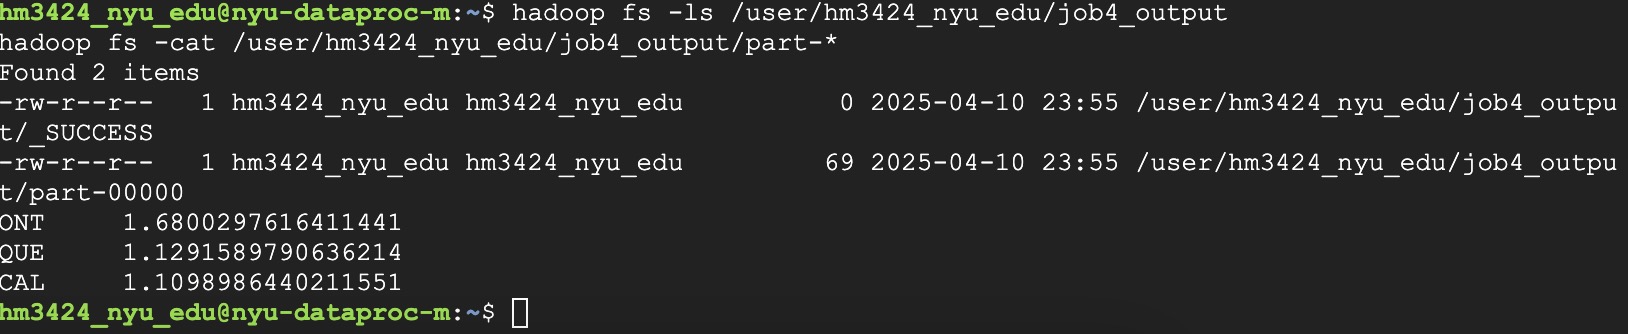 hm3424_nyu_edu@nyu-dataproc-m:~$ hadoop fs -ls /user/hm3424_nyu_edu/job4_output
hadoop fs -cat /user/hm3424_nyu_edu/job4_output/part-*
Found 2 items
-rw-r--r--   1 hm3424_nyu_edu hm3424_nyu_edu          0 2025-04-10 23:55 /user/hm3424_nyu_edu/job4_outpu
t/_SUCCESS
-rw-r--r--   1 hm3424_nyu_edu hm3424_nyu_edu         69 2025-04-10 23:55 /user/hm3424_nyu_edu/job4_outpu
t/part-00000
ONT     1.6800297616411441
QUE     1.1291589790636214
CAL     1.1098986440211551
hm3424_nyu_edu@nyu-dataproc-m:~$